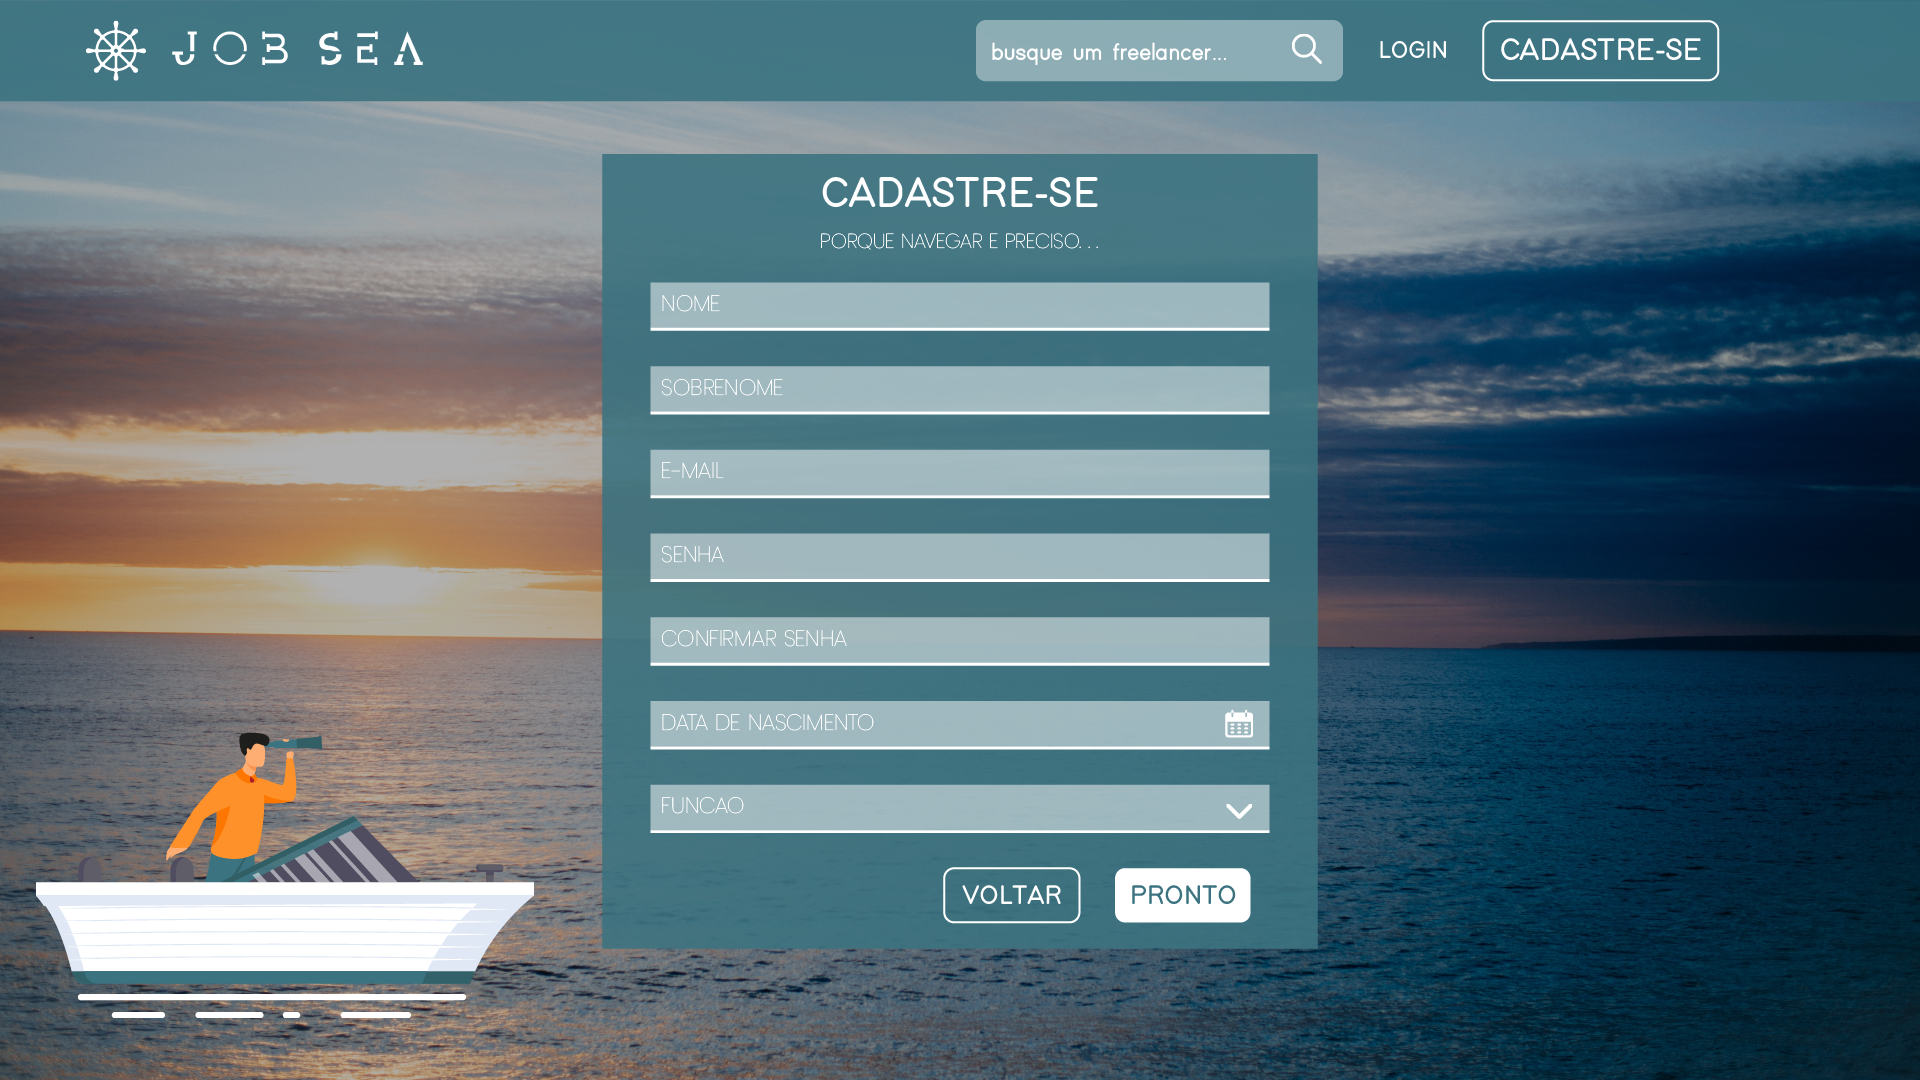 JOB SEA
busque um freelancer...
LOGIN
CADASTRE-SE
CADASTRE-SE
PORQUE NAVEGAR E PRECISO...
NOME
SOBRENOME
E-MAIL
SENHA
CONFIRMAR SENHA
DATA DE NASCIMENTO
FUNCAO
VOLTAR
PRONTO